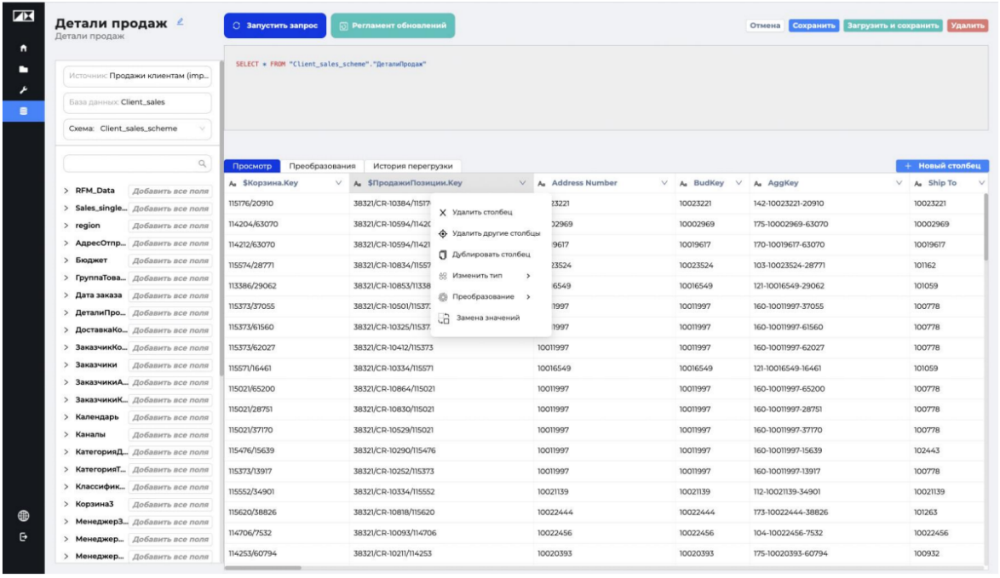 Детали продаж
Детали продаж
Запустить запрос
Регламент обновлений
Отмена
Сохранить
Загрузить и сохранить
Удалить
Источник: Продажи клиентам (imp...
База данных: Client_sales
Схема: Client_sales_scheme
SELECT * FROM "Client_sales_scheme"."ДеталиПродаж"
Просмотр
Преобразования
История перегрузки
+ Новый столбец
RFM_Data Добавить все поля
Sales_single... Добавить все поля
region Добавить все поля
АдресОтпр... Добавить все поля
Бюджет Добавить все поля
ГруппаТова... Добавить все поля
Дата заказа Добавить все поля
ДеталиПро... Добавить все поля
ДоставкаКо... Добавить все поля
ЗаказчикКо... Добавить все поля
Заказчики Добавить все поля
ЗаказчикиА... Добавить все поля
ЗаказчикиК... Добавить все поля
Календарь Добавить все поля
Каналы Добавить все поля
КатегорияД... Добавить все поля
КатегорияТ... Добавить все поля
Классифик... Добавить все поля
Корзина3 Добавить все поля
МенеджерЗ... Добавить все поля
Менеджер... Добавить все поля
Менеджер... Добавить все поля
$Корзина.Key $ПродажиПозиции.Key Address Number BudKey AggKey Ship To
115176/20910 38321/CR-10384/11517 23221 10023221 142-10023221-20910 10023221
114204/63070 38321/CR-10594/11420 02969 10002969 175-10002969-63070 10002969
114212/63070 38321/CR-10594/11421 9617 10019617 170-10019617-63070 10019617
115574/28771 38321/CR-10834/11557 23524 10023524 103-10023524-28771 101162
113386/29062 38321/CR-10853/11338 6549 10016549 121-10016549-29062 101059
115373/37055 38321/CR-10501/11537 1997 10011997 160-10011997-37055 100778
115373/61560 38321/CR-10325/11537 1997 10011997 160-10011997-61560 100778
115373/62027 38321/CR-10412/115373 10011997 10011997 160-10011997-62027 100778
115571/16461 38321/CR-10334/115571 10016549 10016549 121-10016549-16461 101059
115021/65200 38321/CR-10864/115021 10011997 10011997 160-10011997-65200 100778
115021/28751 38321/CR-10830/115021 10011997 10011997 160-10011997-28751 100778
115021/37170 38321/CR-10529/115021 10011997 10011997 160-10011997-37170 100778
115476/15639 38321/CR-10290/115476 10011997 10011997 160-10011997-15639 102443
115373/13917 38321/CR-10252/115373 10011997 10011997 160-10011997-13917 100778
115552/34901 38321/CR-10334/115552 10021139 10021139 112-10021139-34901 10021139
115620/38826 38321/CR-10818/115620 10022444 10022444 173-10022444-38826 101263
114706/7532 38321/CR-10093/114706 10022456 10022456 104-10022456-7532 10022456
114253/60794 38321/CR-10211/114253 10020393 10020393 175-10020393-60794 100932
Удалить столбец
Удалить другие столбцы
Дублировать столбец
Изменить тип
Преобразование
Замена значений